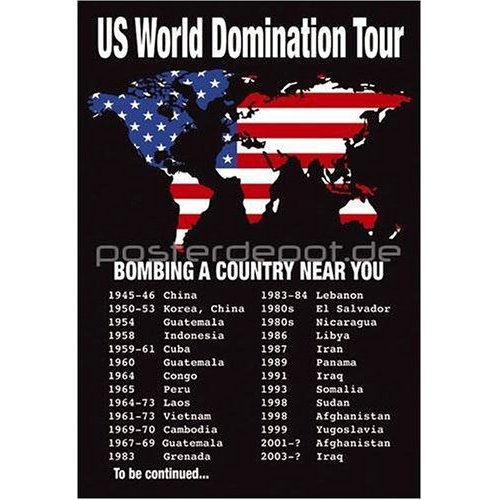 US World Domination Tour
posterdepot.de
BOMBING A COUNTRY NEAR YOU
1945-46 China
1950-53 Korea, China
1954 Guatemala
1958 Indonesia
1959-61 Cuba
1960 Guatemala
1964 Congo
1965 Peru
1964-73 Laos
1961-73 Vietnam
1969-70 Cambodia
1967-69 Guatemala
1983 Grenada
1983-84 Lebanon
1980s El Salvador
1980s Nicaragua
1986 Libya
1987 Iran
1989 Panama
1991 Iraq
1993 Somalia
1998 Sudan
1998 Afghanistan
1999 Yugoslavia
2001-? Afghanistan
2003-? Iraq
To be continued...